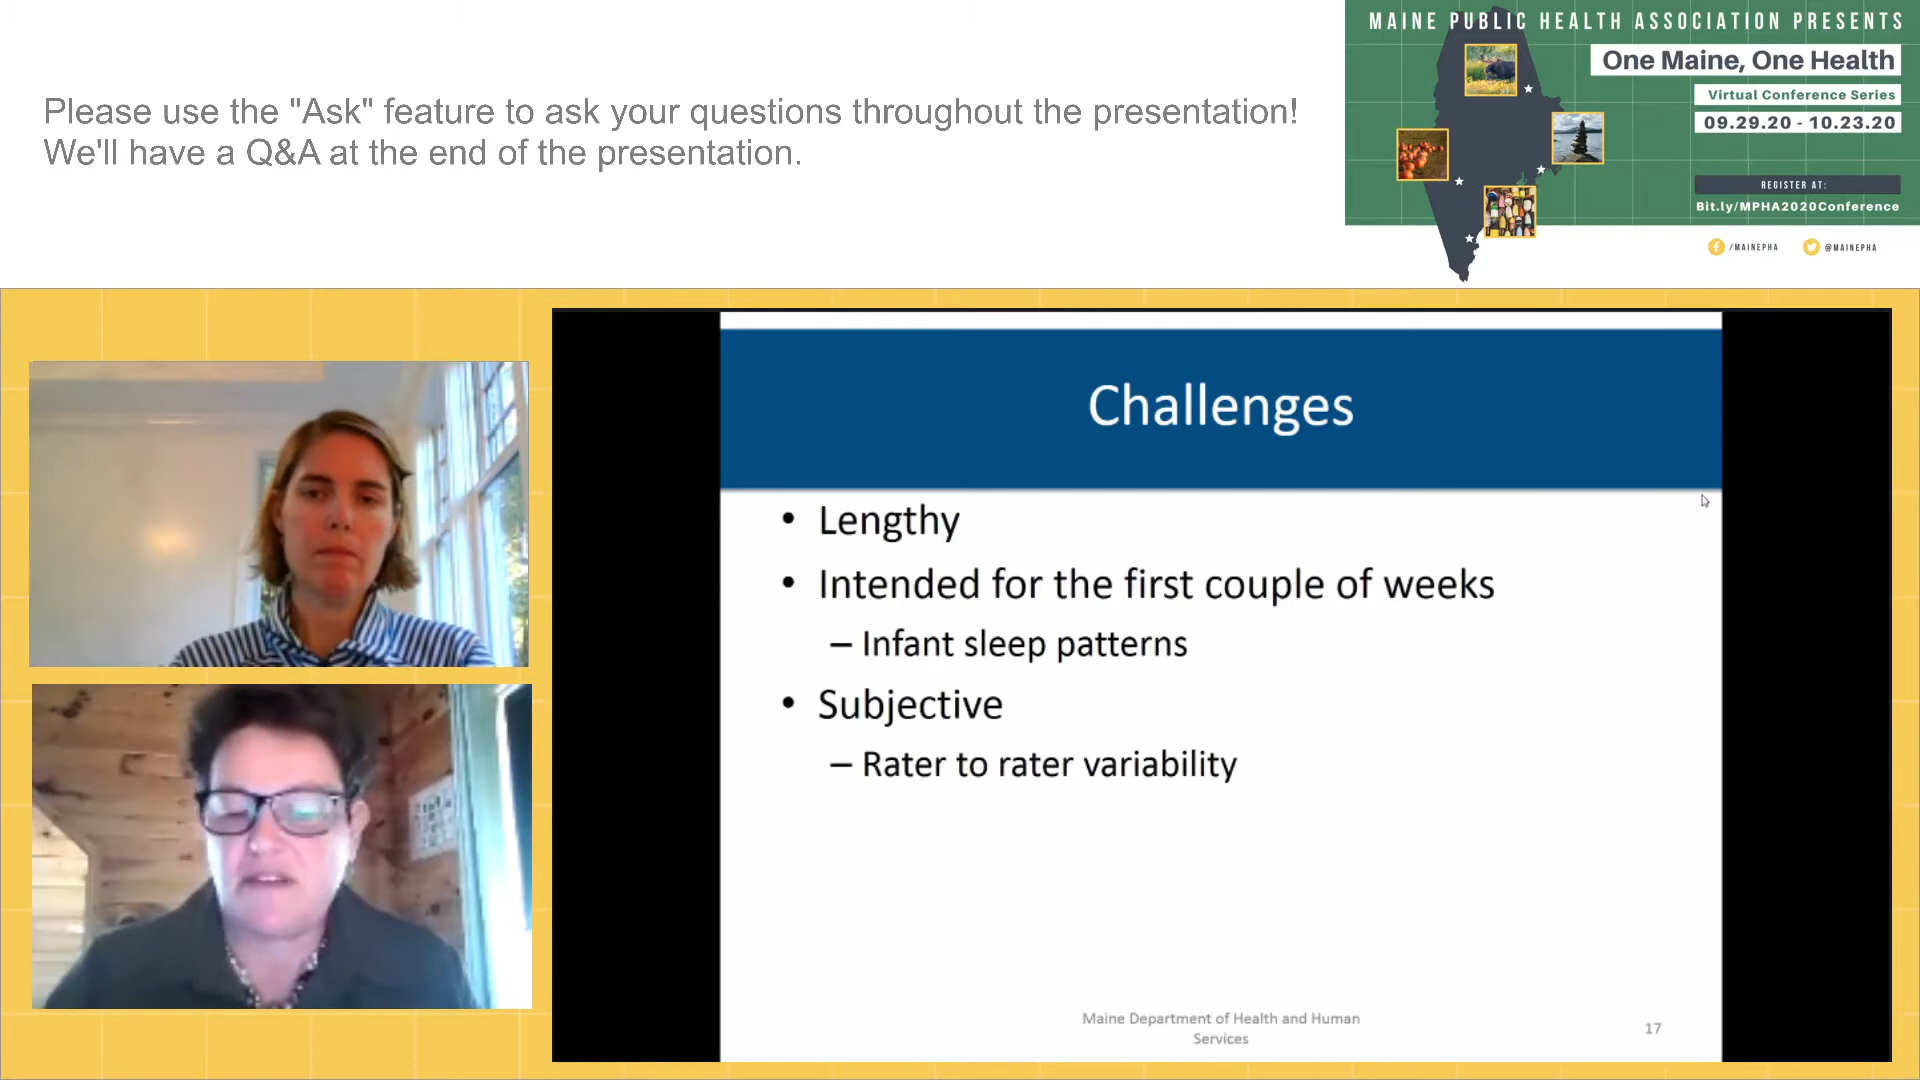 Please use the "Ask" feature to ask your questions throughout the presentation!
We'll have a Q&A at the end of the presentation.
MAINE PUBLIC HEALTH ASSOCIATION PRESENTS
One Maine, One Health
Virtual Conference Series
09.29.20 - 10.23.20
REGISTER AT:
Bit.ly/MPHA2020Conference
/MAINEPHA
@MAINEPHA
Challenges
• Lengthy
• Intended for the first couple of weeks
– Infant sleep patterns
• Subjective
– Rater to rater variability
Maine Department of Health and Human
Services
17